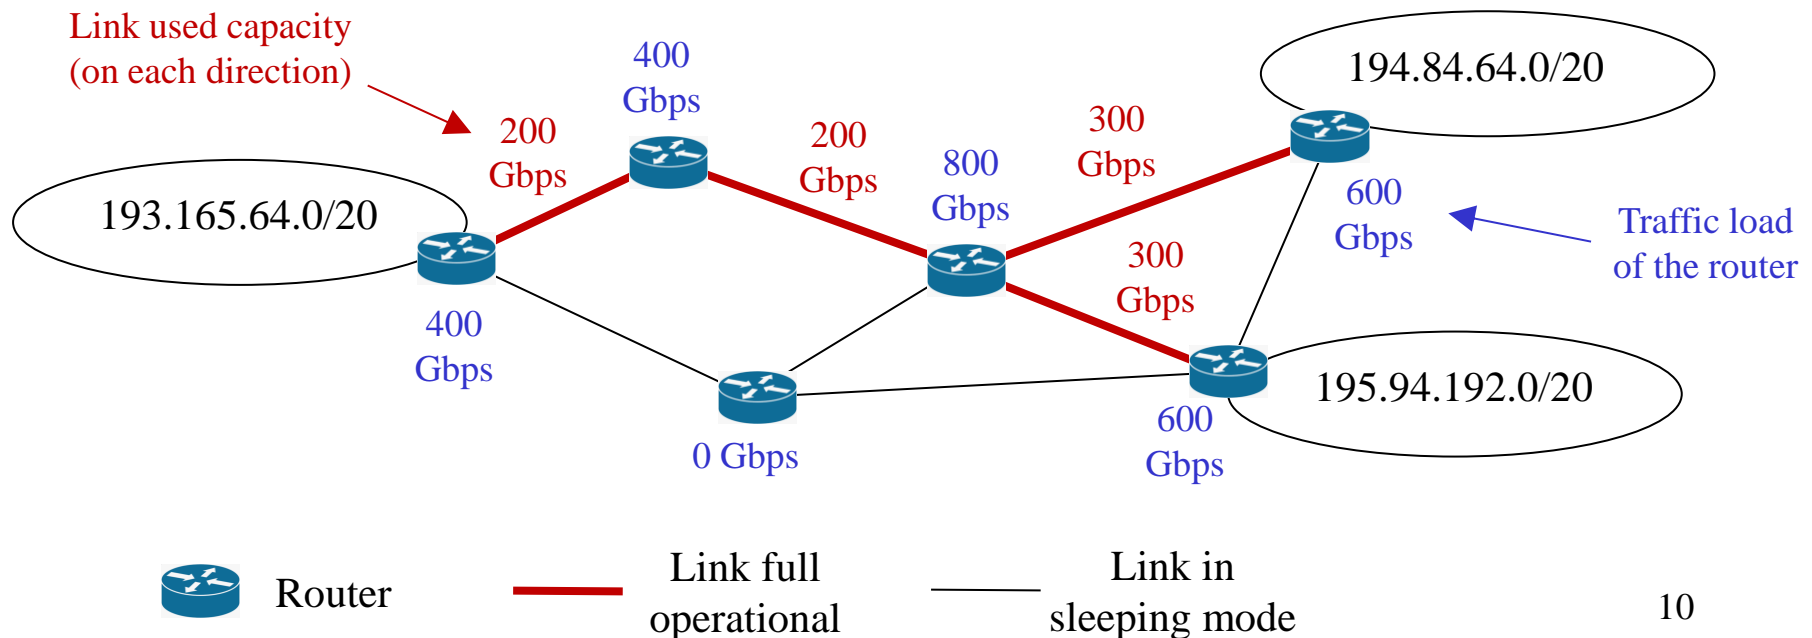 Link used capacity
(on each direction)
400
Gbps
194.84.64.0/20
200
Gbps
200
Gbps
300
Gbps
800
Gbps
193.165.64.0/20
600
Gbps
Traffic load
of the router
300
Gbps
400
Gbps
195.94.192.0/20
600
Gbps
0 Gbps
Router
Link full
operational
Link in
sleeping mode
10